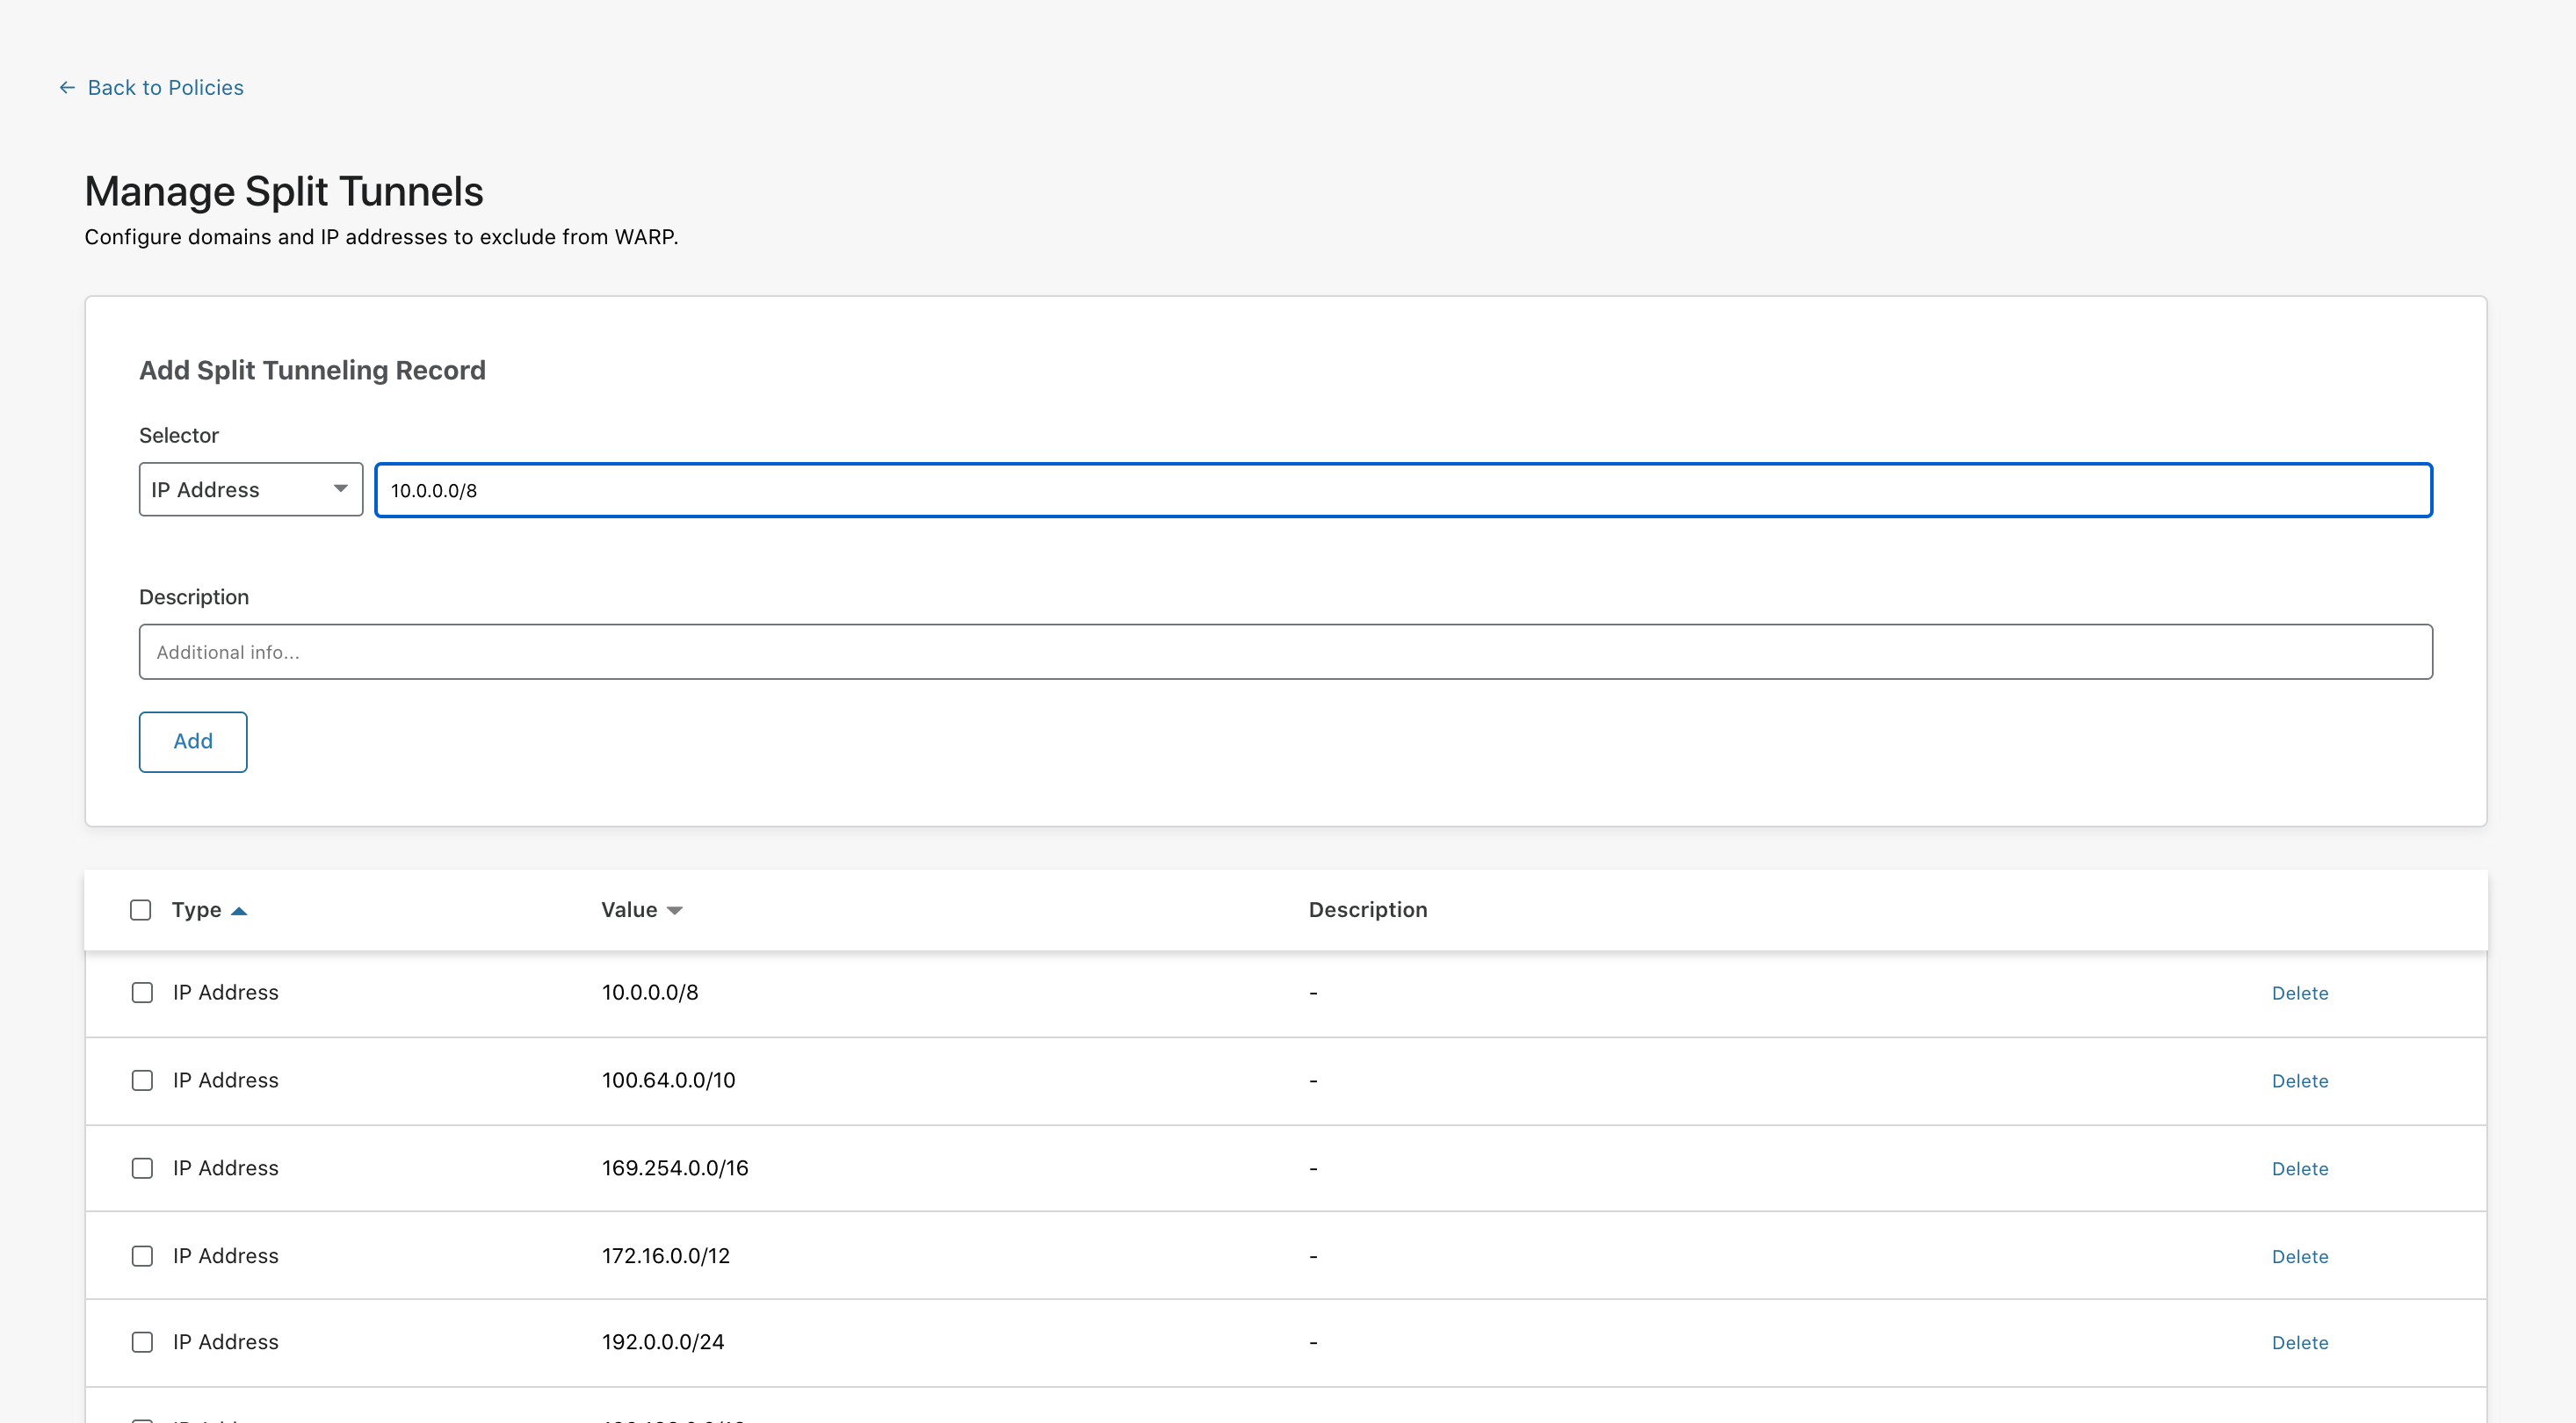 ← Back to Policies
Manage Split Tunnels
Configure domains and IP addresses to exclude from WARP.
Add Split Tunneling Record
Selector
IP Address 10.0.0.0/8
Description
Additional info...
Add
Type Value Description
IP Address 10.0.0.0/8 - Delete
IP Address 100.64.0.0/10 - Delete
IP Address 169.254.0.0/16 - Delete
IP Address 172.16.0.0/12 - Delete
IP Address 192.0.0.0/24 - Delete